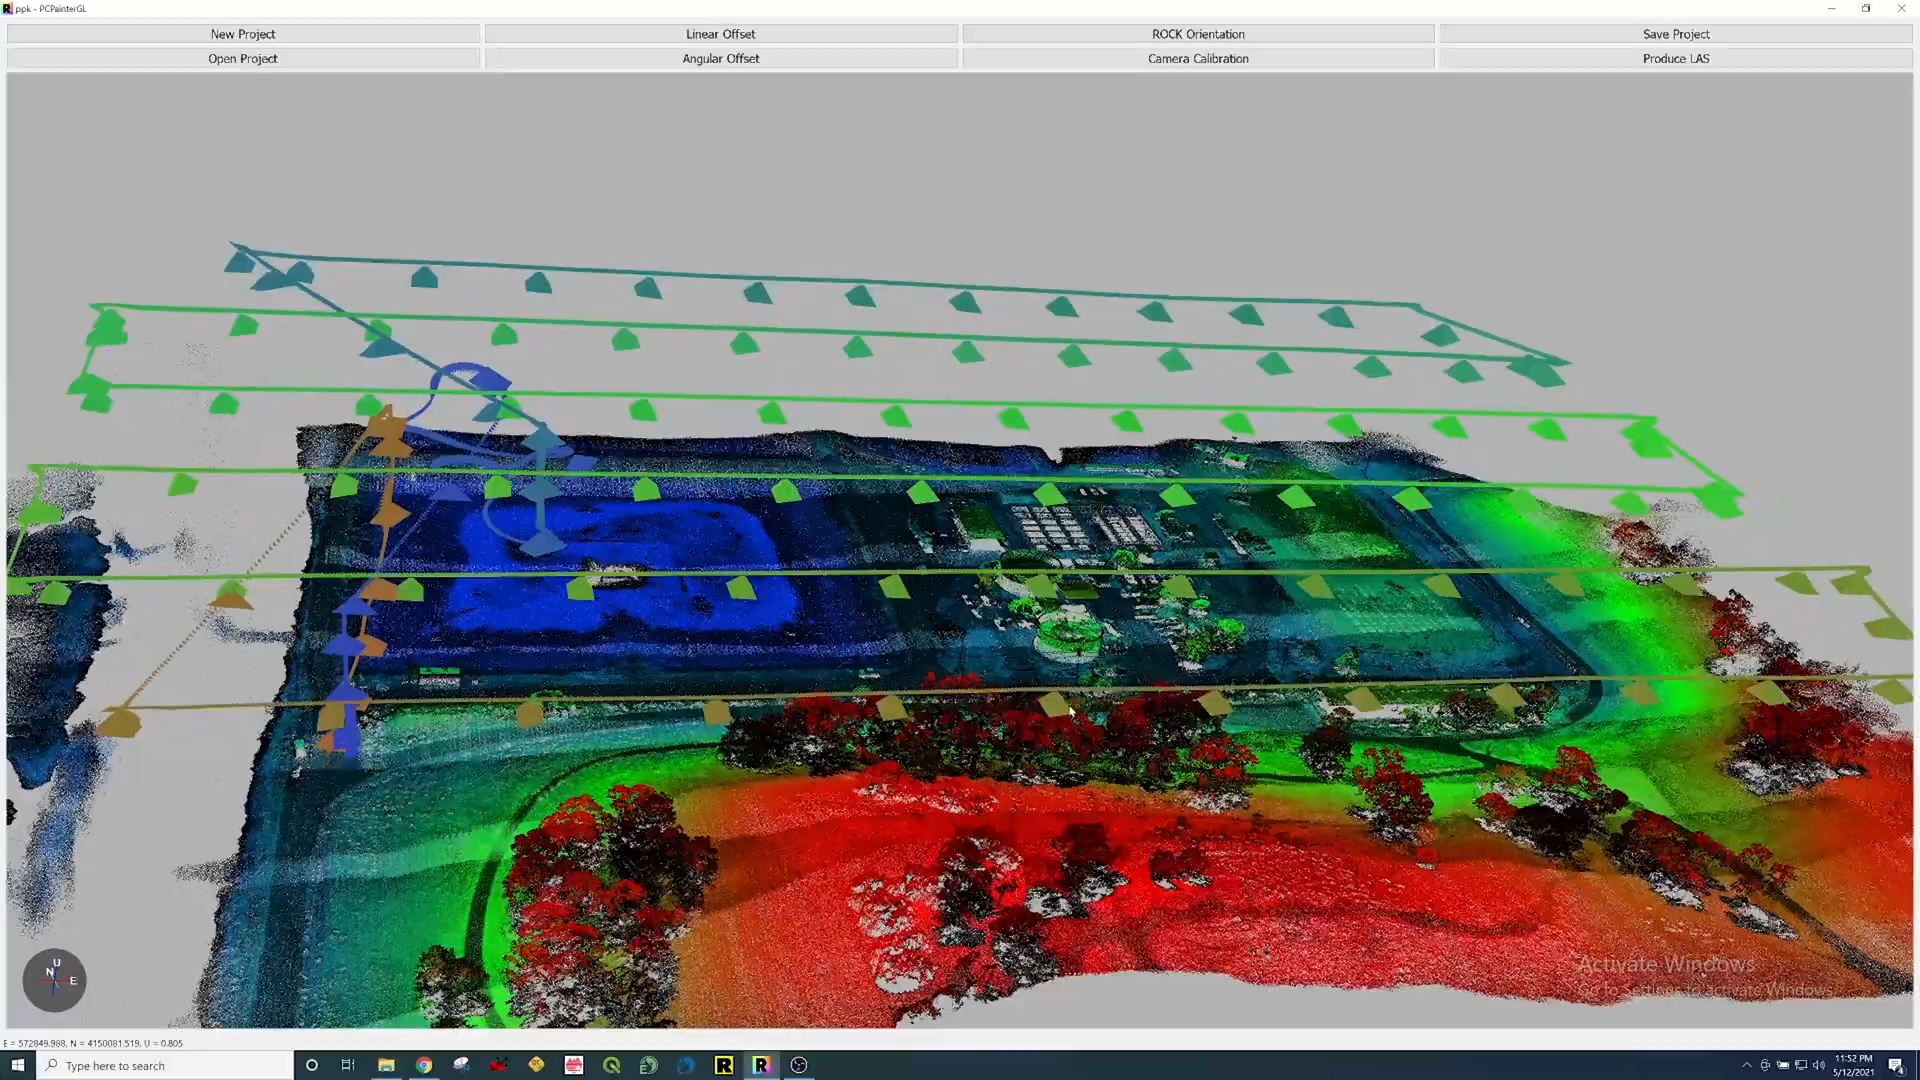 ppk - PCPainterGL
New Project
Linear Offset
ROCK Orientation
Save Project
Open Project
Angular Offset
Camera Calibration
Produce LAS
U
N
E
Activate Windows
Go to Settings to activate Windows.
E = 572849.988, N = 4150081.519, U = 0.805
Type here to search
R
R
11:52 PM
5/12/2021
4